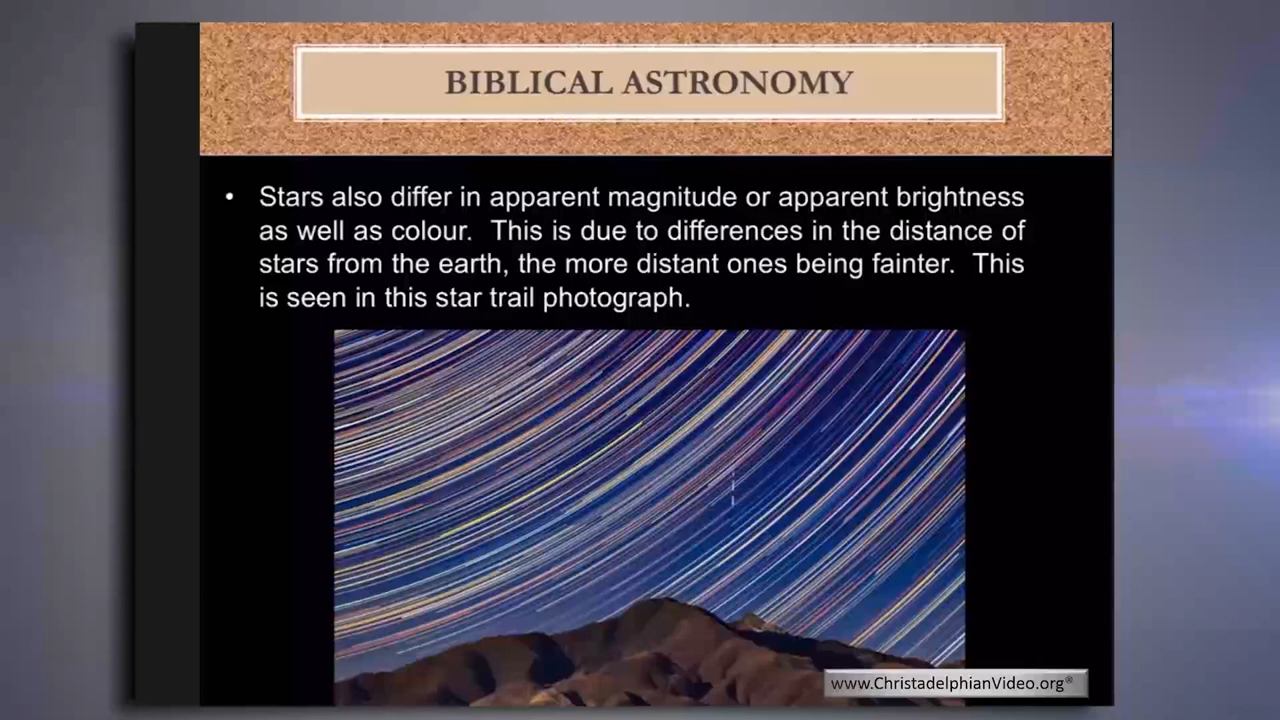 BIBLICAL ASTRONOMY
• Stars also differ in apparent magnitude or apparent brightness
as well as colour. This is due to differences in the distance of
stars from the earth, the more distant ones being fainter. This
is seen in this star trail photograph.
www.ChristadelphianVideo.org®